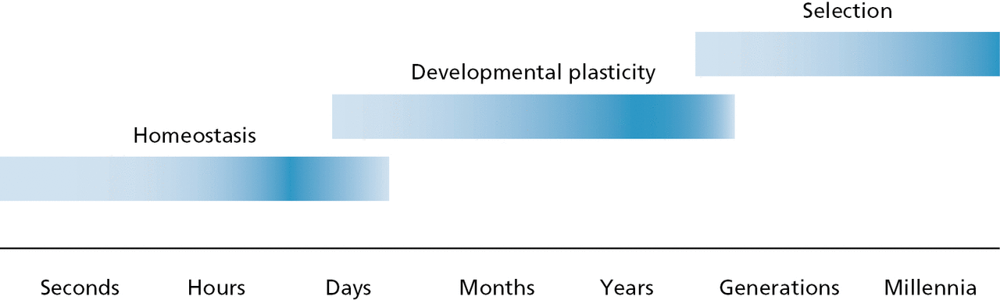 Selection
Developmental plasticity
Homeostasis
Seconds Hours Days Months Years Generations Millennia